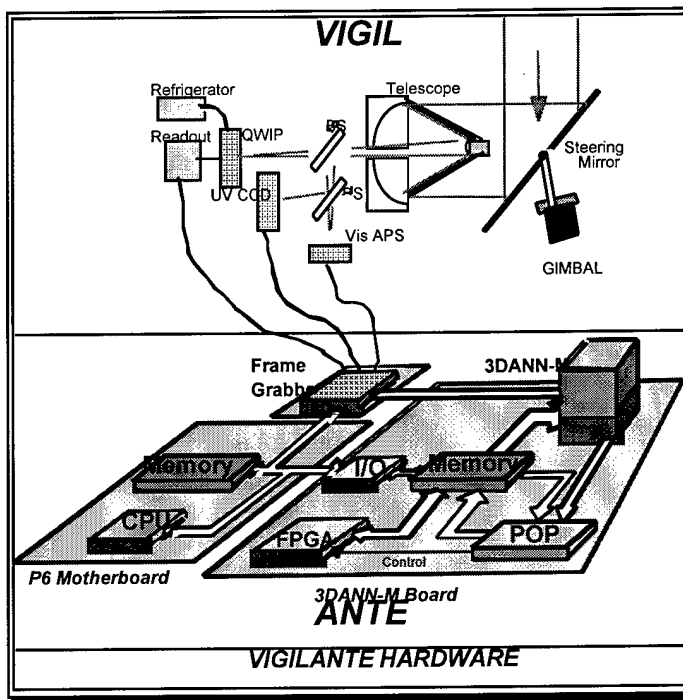 VIGIL
Refrigerator
Telescope
BS
Readout
QWIP
Steering
Mirror
UV CCD
Vis APS
GIMBAL
Frame
3DANN-M
Memory
I/O
Memory
CPU
FPGA
POP
Control
P6 Motherboard
3DANN-M Board
ANTE
VIGILANTE HARDWARE